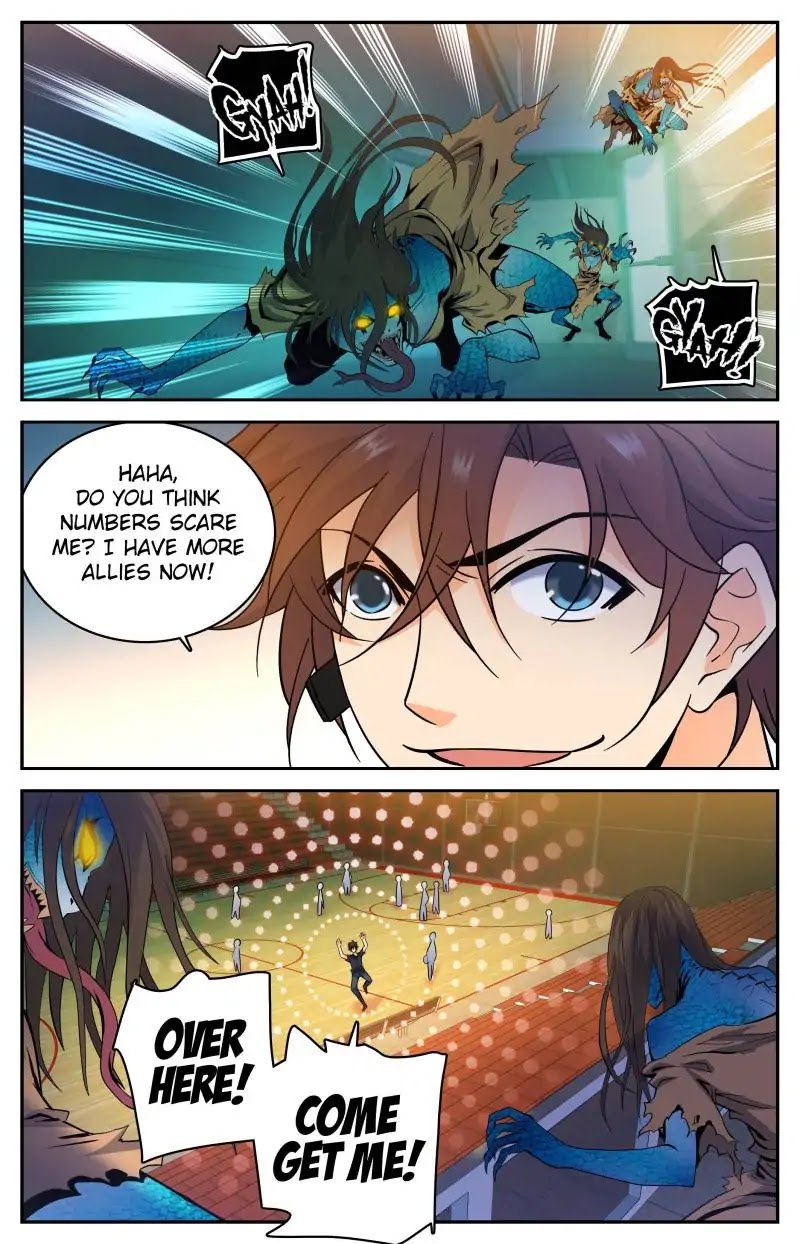 GYAH!
GYAH!
HAHA,
DO YOU THINK
NUMBERS SCARE
ME? I HAVE MORE
ALLIES NOW!
OVER
HERE!
COME
GET ME!